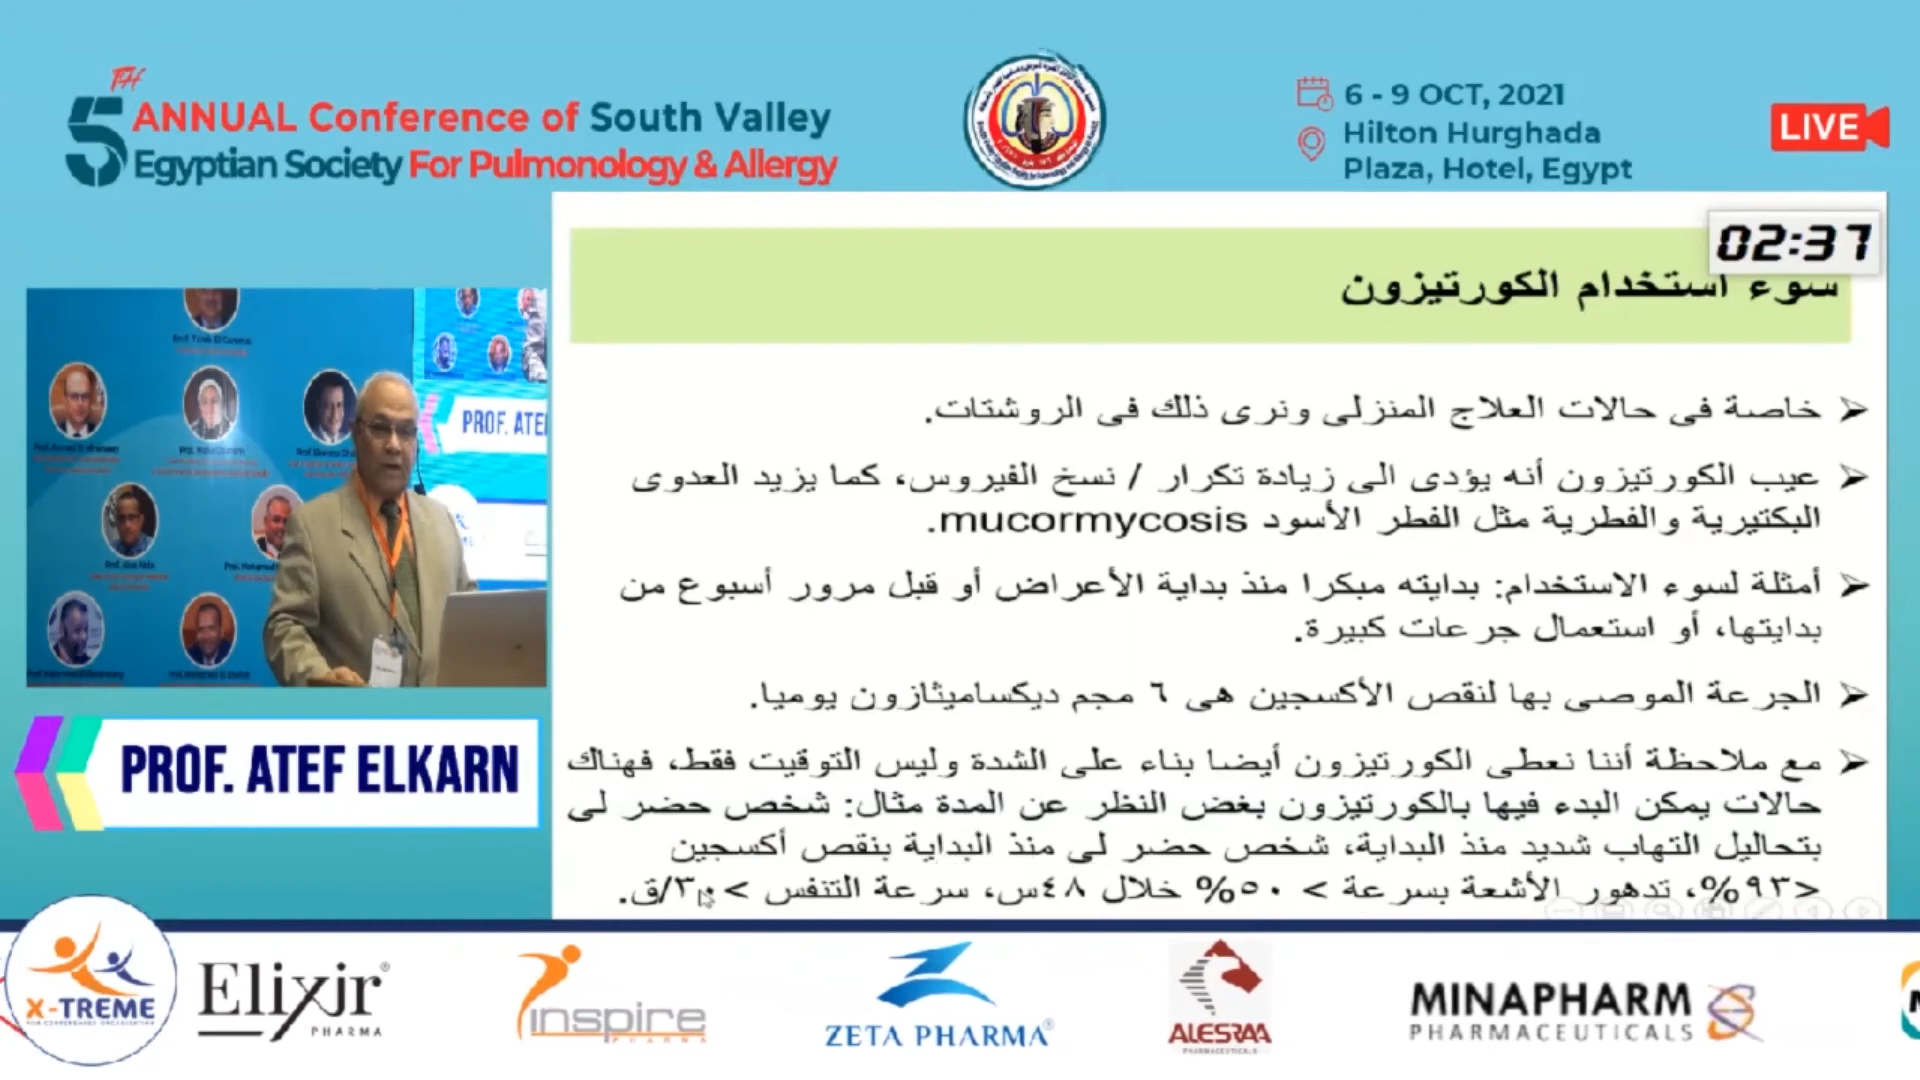 5TH ANNUAL Conference of South Valley
Egyptian Society For Pulmonology & Allergy
6 - 9 OCT, 2021
Hilton Hurghada
Plaza, Hotel, Egypt
LIVE
02:37
سوء استخدام الكورتيزون
خاصة فى حالات العلاج المنزلى ونرى ذلك فى الروشتات.
عيب الكورتيزون أنه يؤدى الى زيادة تكرار / نسخ الفيروس، كما يزيد العدوى
البكتيرية والفطرية مثل الفطر الأسود mucormycosis.
أمثلة لسوء الاستخدام: بدايته مبكرا منذ بداية الأعراض أو قبل مرور أسبوع من
بدايتها، أو استعمال جرعات كبيرة.
الجرعة الموصى بها لنقص الأكسجين هى ٦ مجم ديكساميثازون يوميا.
مع ملاحظة أننا نعطى الكورتيزون أيضا بناء على الشدة وليس التوقيت فقط، فهناك
حالات يمكن البدء فيها بالكورتيزون بغض النظر عن المدة مثال: شخص حضر لى
بتحاليل التهاب شديد منذ البداية، شخص حضر لى منذ البداية بنقص أكسجين
<٩٣%، تدهور الأشعة بسرعة > ٥٠% خلال ٤٨س، سرعة التنفس > ٣٠/ق.
PROF. ATEF
PROF. ATEF ELKARN
X-TREME
Elixir
PHARMA
inspire
PHARMA
ZETA PHARMA
ALESRAA
PHARMACEUTICALS
MINAPHARM
PHARMACEUTICALS